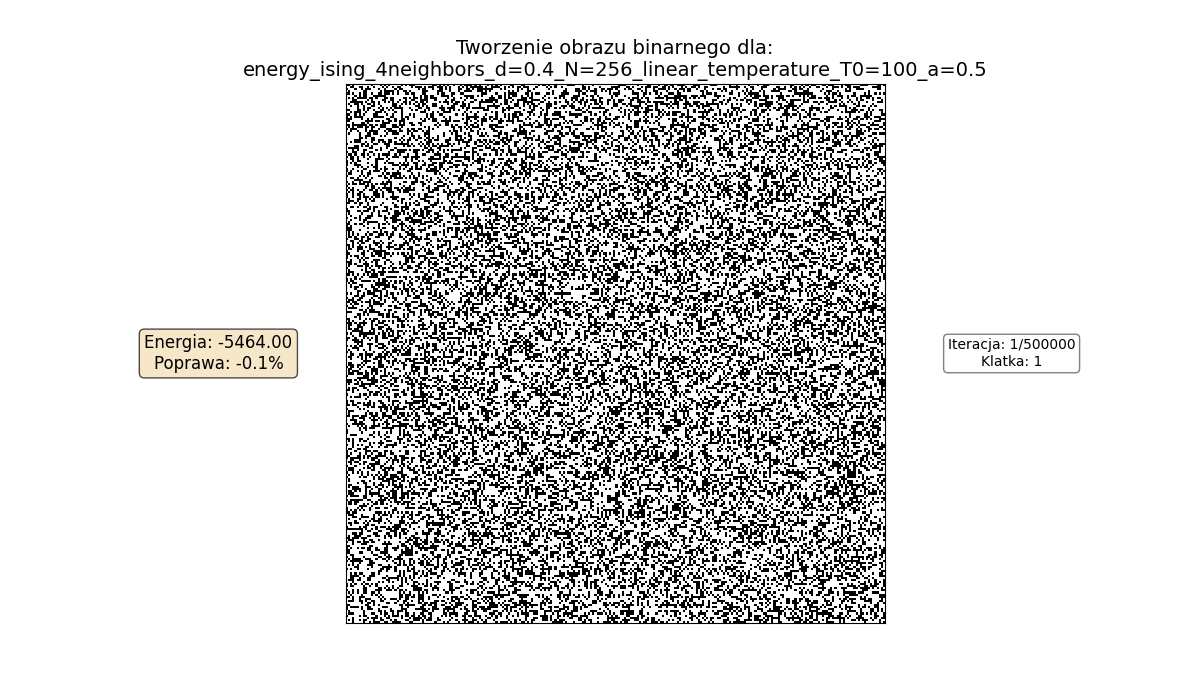 Tworzenie obrazu binarnego dla:
energy_ising_4neighbors_d=0.4_N=256_linear_temperature_T0=100_a=0.5
Energia: -5464.00
Poprawa: -0.1%
Iteracja: 1/500000
Klatka: 1